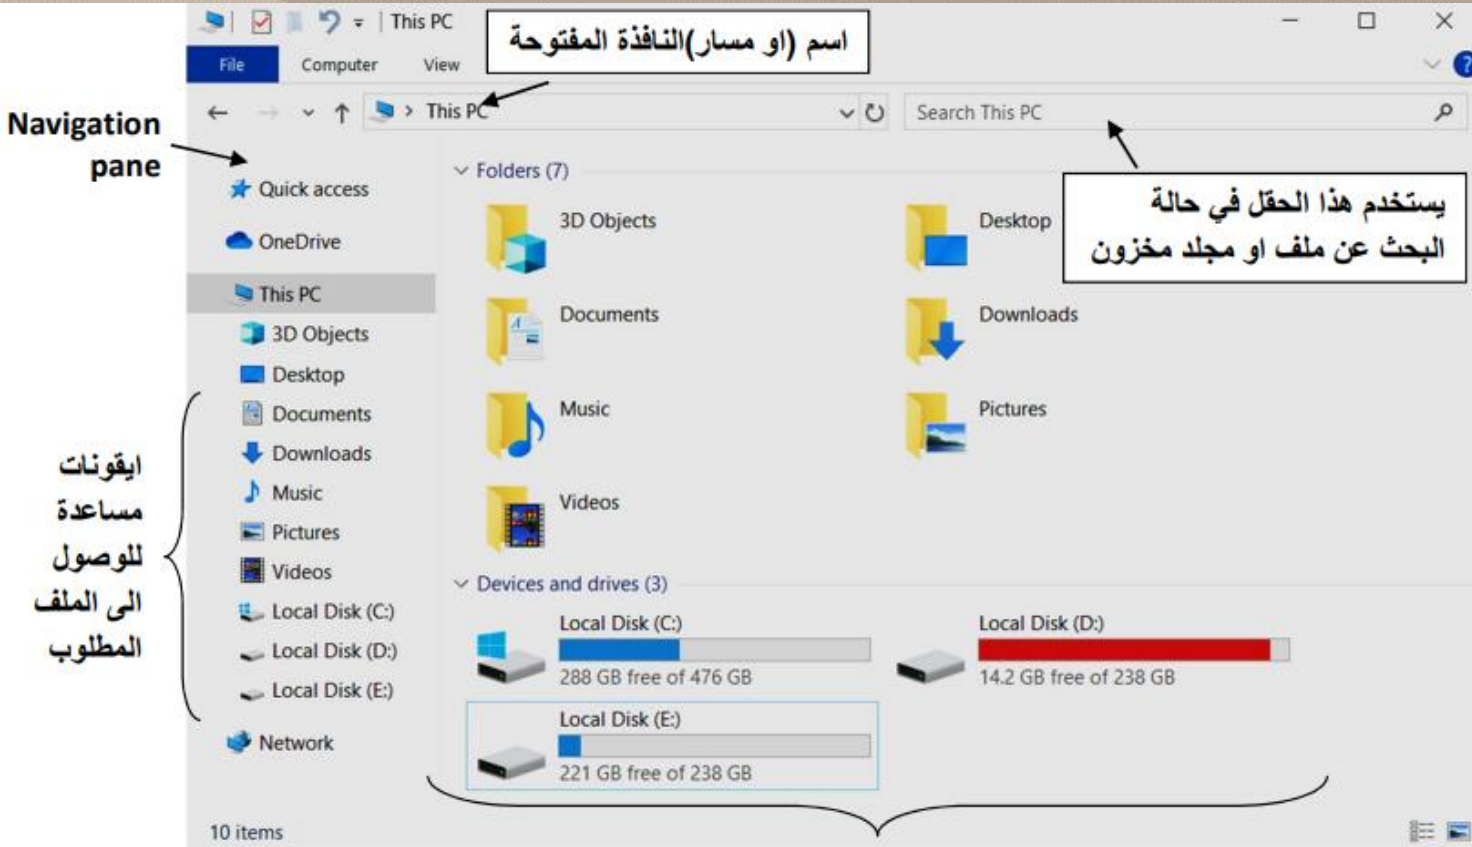 This PC
اسم (او مسار)النافذة المفتوحة
File Computer View
This PC
Search This PC
Navigation
pane
يستخدم هذا الحقل في حالة
البحث عن ملف او مجلد مخزون
Quick access
OneDrive
This PC
3D Objects
Desktop
Documents
Downloads
Music
Pictures
Videos
Local Disk (C:)
Local Disk (D:)
Local Disk (E:)
Network
ايقونات
مساعدة
للوصول
الى الملف
المطلوب
Folders (7)
3D Objects
Desktop
Documents
Downloads
Music
Pictures
Videos
Devices and drives (3)
Local Disk (C:)
288 GB free of 476 GB
Local Disk (D:)
14.2 GB free of 238 GB
Local Disk (E:)
221 GB free of 238 GB
10 items